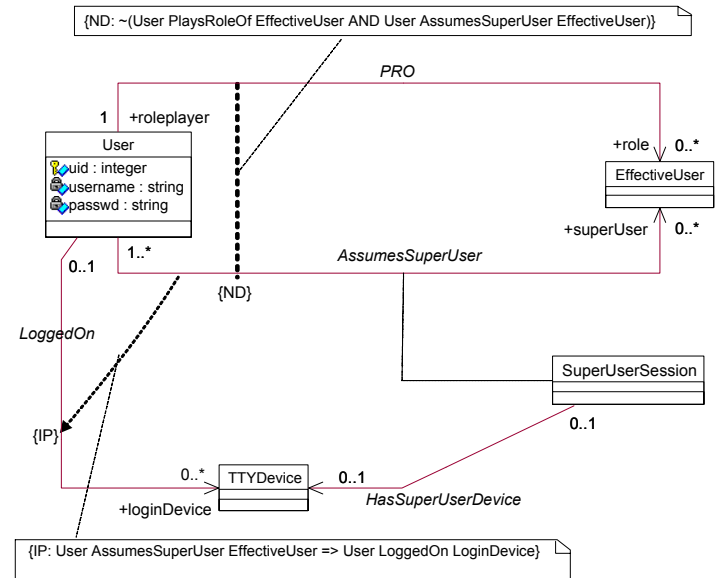 {ND: ~(User PlaysRoleOf EffectiveUser AND User AssumesSuperUser EffectiveUser)}
PRO
1
+roleplayer
User
uid : integer
username : string
passwd : string
+role
0..*
EffectiveUser
+superUser
0..*
0..1
1..*
AssumesSuperUser
{ND}
LoggedOn
SuperUserSession
0..1
{IP}
0..*
TTYDevice
0..1
+loginDevice
HasSuperUserDevice
{IP: User AssumesSuperUser EffectiveUser => User LoggedOn LoginDevice}